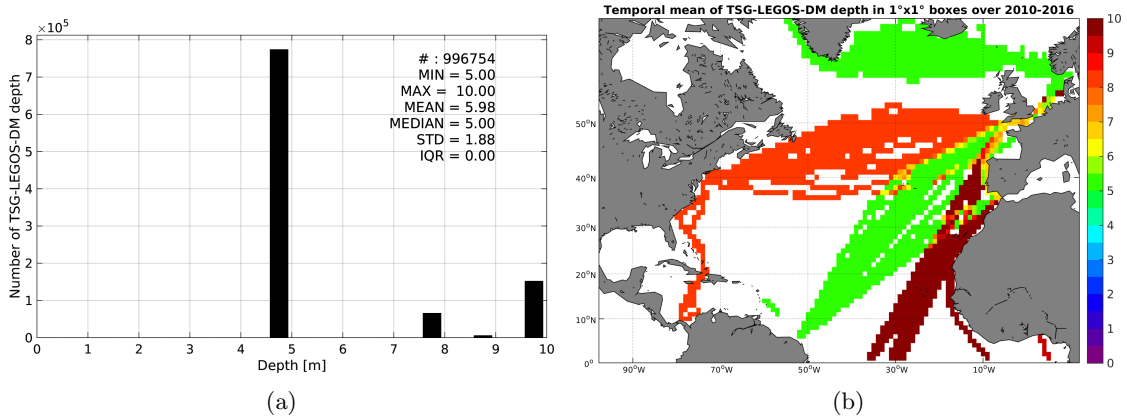 ×10⁵
8
7
6
5
4
3
2
1
0
Number of TSG-LEGOS-DM depth
# : 996754
MIN = 5.00
MAX = 10.00
MEAN = 5.98
MEDIAN = 5.00
STD = 1.88
IQR = 0.00
0 1 2 3 4 5 6 7 8 9 10
Depth [m]
(a)
Temporal mean of TSG-LEGOS-DM depth in 1°x1° boxes over 2010-2016
50°N
40°N
30°N
20°N
10°N
0°
90°W 70°W 50°W 30°W 10°W
10
9
8
7
6
5
4
3
2
1
0
(b)